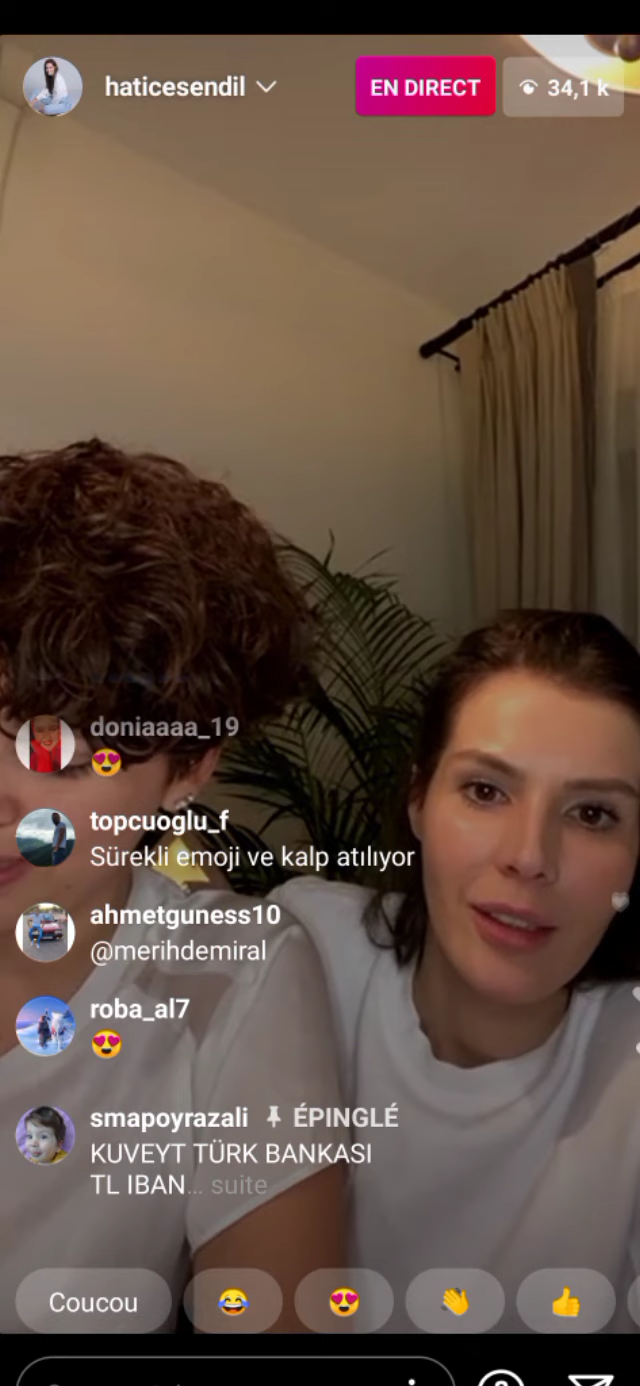 haticesendil
EN DIRECT
34,1 k
doniaaaa_19
😍
topcuoglu_f
Sürekli emoji ve kalp atılıyor
ahmetguness10
@merihdemiral
roba_al7
😍
smapoyrazali ÉPINGLÉ
KUVEYT TÜRK BANKASI
TL IBAN... suite
Coucou 😂 😍 👏 👍